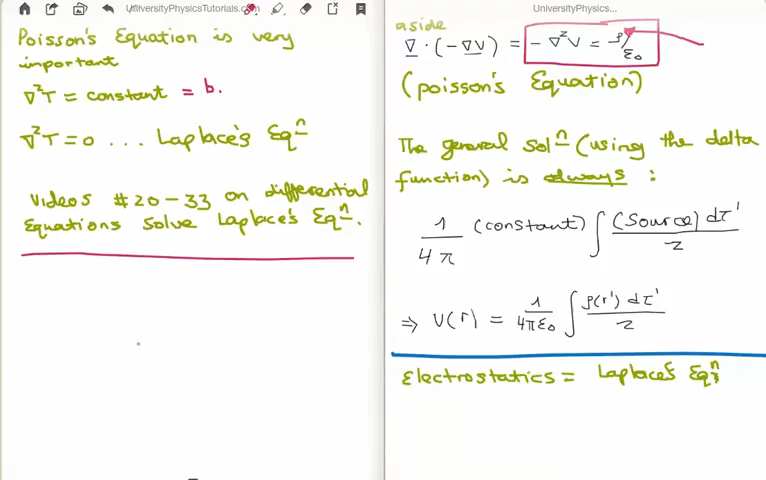 UniversityPhysicsTutorials.com
Poisson's Equation is very
important
∇²T = constant = b.
∇²T = 0 ... Laplace's Eqⁿ
Videos #20-33 on differential
Equations solve Laplace's Eqⁿ.
UniversityPhysics...
aside
∇ · (-∇V) = -∇²V = ρ/ε₀
(poisson's Equation)
The general solⁿ (using the delta
function) is always :
1/4π (constant) ∫ (Source) dτ'/r
⇒ V(r) = 1/4πε₀ ∫ ρ(r') dτ'/r
Electrostatics = Laplace's Eqⁿ